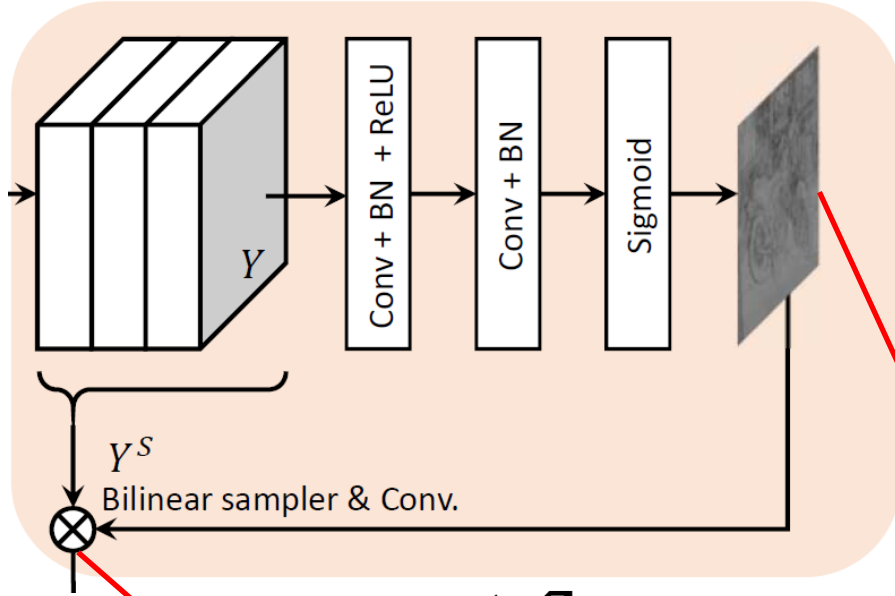 Y
Conv + BN + ReLU
Conv + BN
Sigmoid
Y^S
Bilinear sampler & Conv.